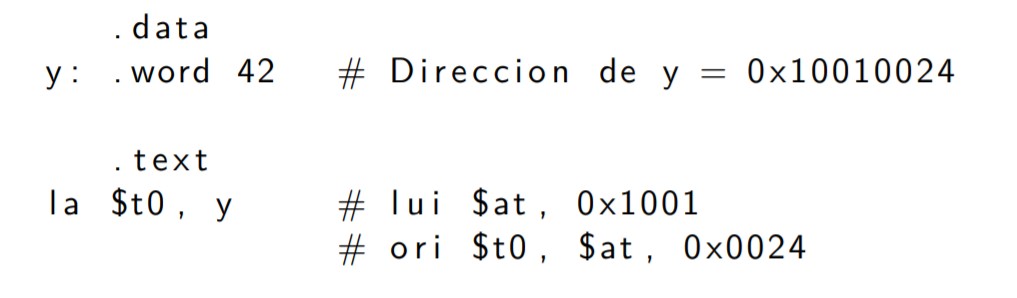 .data
y: .word 42 # Direccion de y = 0x10010024
.text
la $t0, y # lui $at, 0x1001
# ori $t0, $at, 0x0024